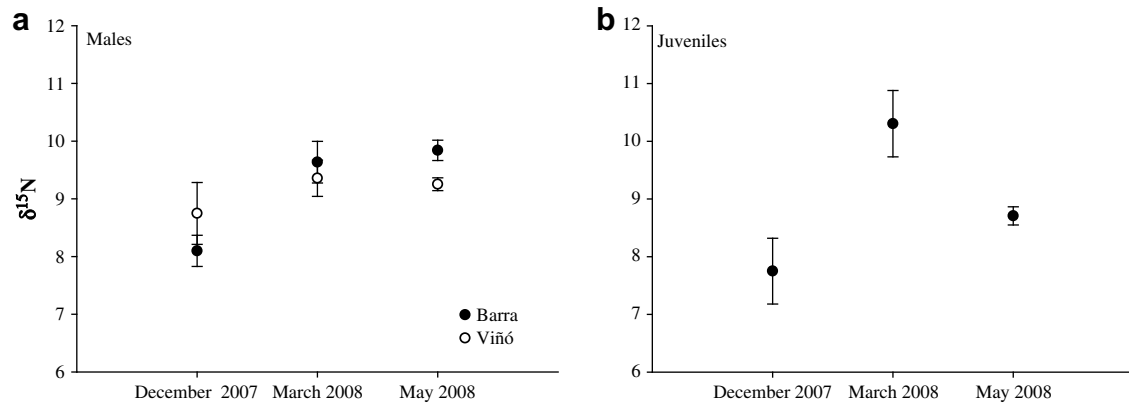 a
b
Males
Juveniles
δ15N
12
11
10
9
8
7
6
December 2007
March 2008
May 2008
Barra
Viñó
12
11
10
9
8
7
6
December 2007
March 2008
May 2008